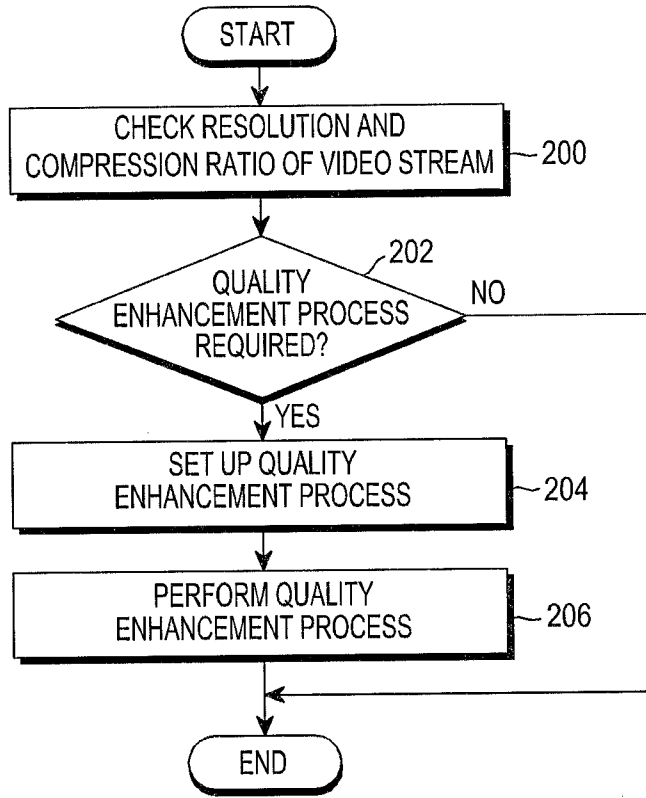 START
CHECK RESOLUTION AND
COMPRESSION RATIO OF VIDEO STREAM
200
202
QUALITY
ENHANCEMENT PROCESS
REQUIRED?
NO
YES
SET UP QUALITY
ENHANCEMENT PROCESS
204
PERFORM QUALITY
ENHANCEMENT PROCESS
206
END